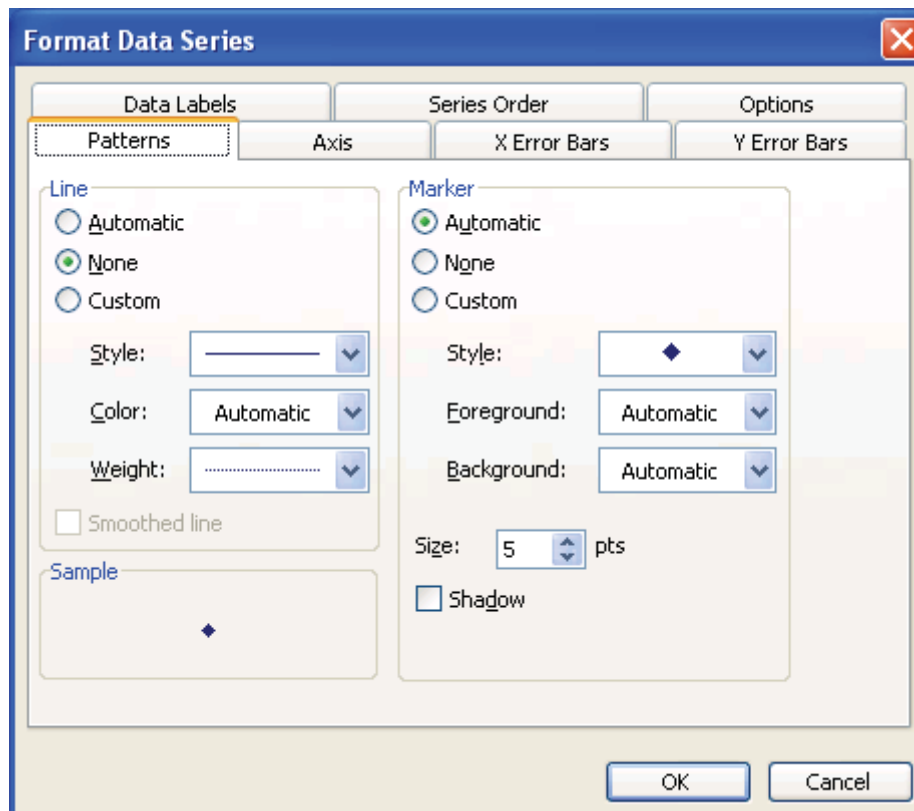 Format Data Series
Data Labels Series Order Options
Patterns Axis X Error Bars Y Error Bars
Line
Automatic
None
Custom
Style:
Color: Automatic
Weight:
Smoothed line
Sample
Marker
Automatic
None
Custom
Style:
Foreground: Automatic
Background: Automatic
Size: 5 pts
Shadow
OK Cancel